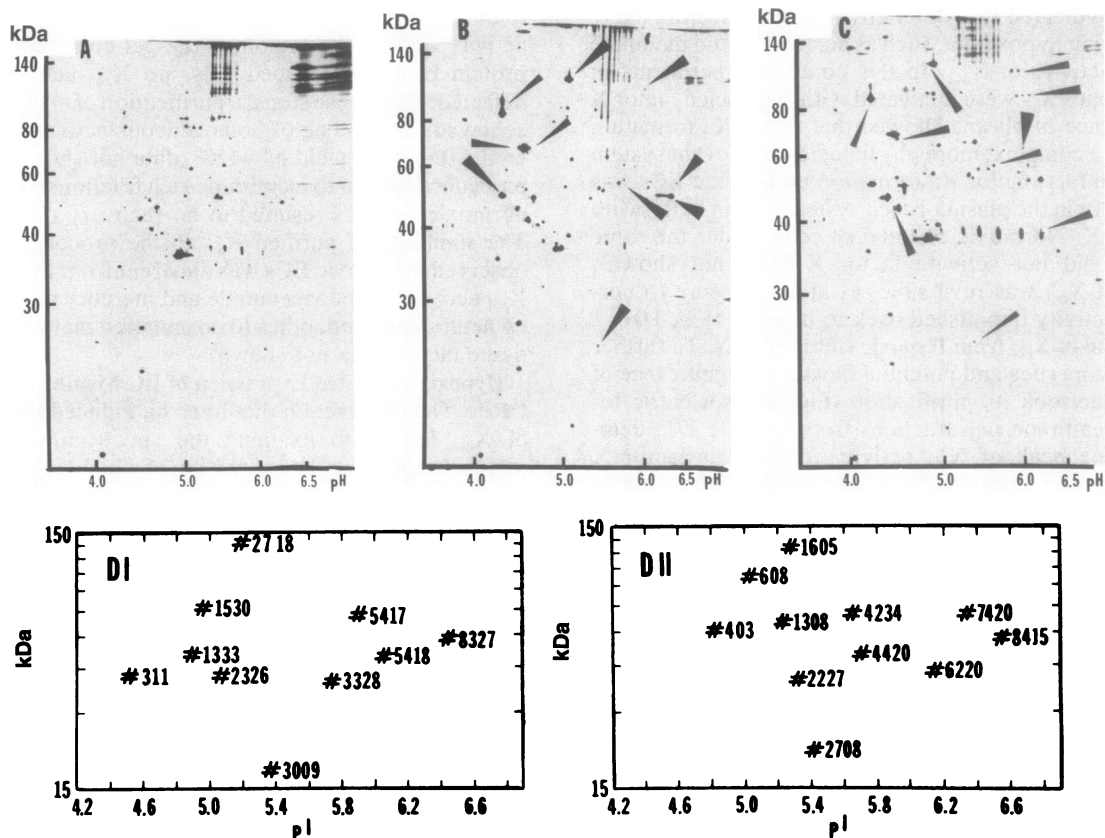 kDa
A
140
80
60
40
30
4.0 5.0 6.0 6.5 pH
kDa
B
140
80
60
40
30
4.0 5.0 6.0 6.5 pH
kDa
C
140
80
60
40
30
4.0 5.0 6.0 6.5 pH
DI
150
kDa
15
#2718
#1530
#5417
#8327
#1333
#5418
#311
#2326
#3328
#3009
4.2 4.6 5.0 5.4 5.8 6.2 6.6
pI
DII
150
kDa
15
#1605
#608
#4234
#7420
#403
#1308
#8415
#4420
#6220
#2227
#2708
4.2 4.6 5.0 5.4 5.8 6.2 6.6
pI